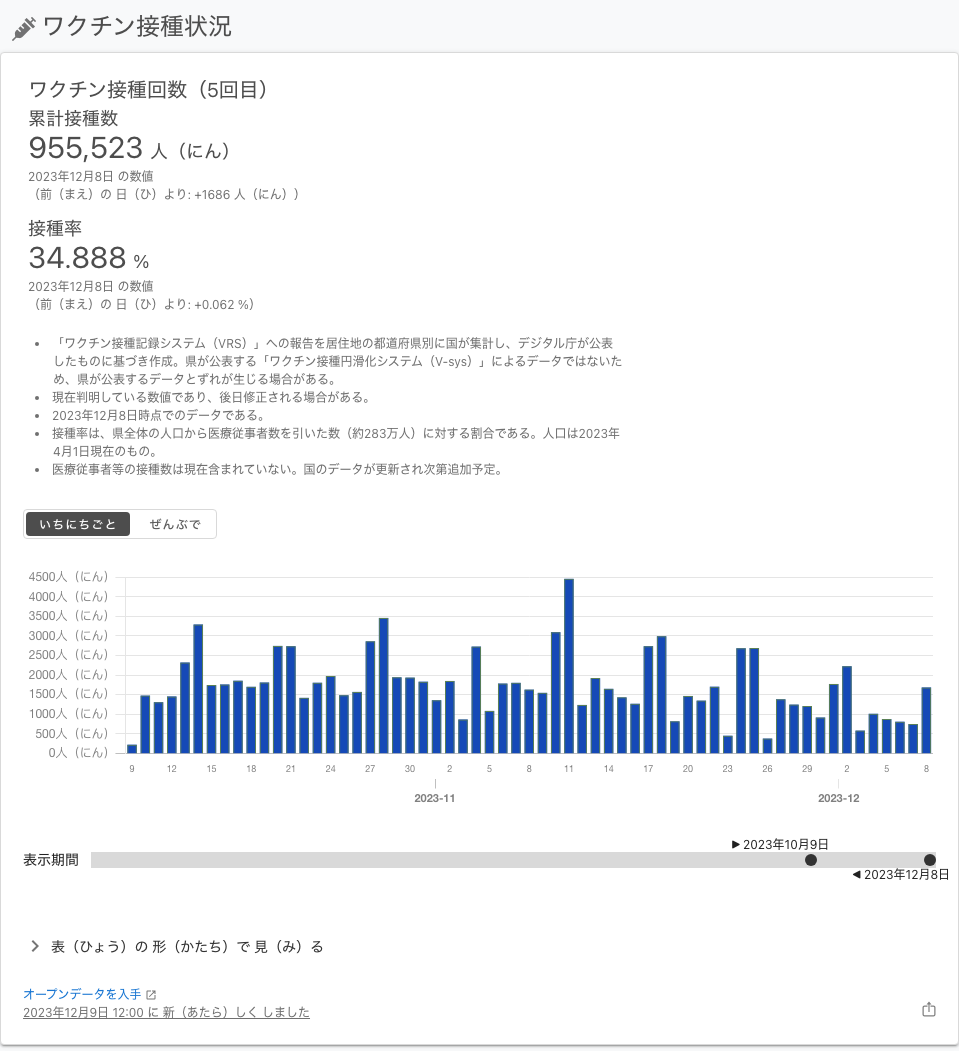 ワクチン接種状況
ワクチン接種回数（5回目）
累計接種数
955,523 人（にん）
2023年12月8日 の数値
（前（まえ）の 日（ひ）より: +1686 人（にん））
接種率
34.888 %
2023年12月8日 の数値
（前（まえ）の 日（ひ）より: +0.062 %）
• 「ワクチン接種記録システム（VRS）」への報告を居住地の都道府県別に国が集計し、デジタル庁が公表
したものに基づき作成。県が公表する「ワクチン接種円滑化システム（V-sys）」によるデータではないた
め、県が公表するデータとずれが生じる場合がある。
• 現在判明している数値であり、後日修正される場合がある。
• 2023年12月8日時点でのデータである。
• 接種率は、県全体の人口から医療従事者数を引いた数（約283万人）に対する割合である。人口は2023年
4月1日現在のもの。
• 医療従事者等の接種数は現在含まれていない。国のデータが更新され次第追加予定。
いちにちごと ぜんぶで
4500人（にん）
4000人（にん）
3500人（にん）
3000人（にん）
2500人（にん）
2000人（にん）
1500人（にん）
1000人（にん）
500人（にん）
0人（にん）
9 12 15 18 21 24 27 30 2 5 8 11 14 17 20 23 26 29 2 5 8
2023-11 2023-12
▶ 2023年10月9日
表示期間
◀ 2023年12月8日
表（ひょう）の 形（かたち）で 見（み）る
オープンデータを入手
2023年12月9日 12:00 に 新（あたら）しく しました